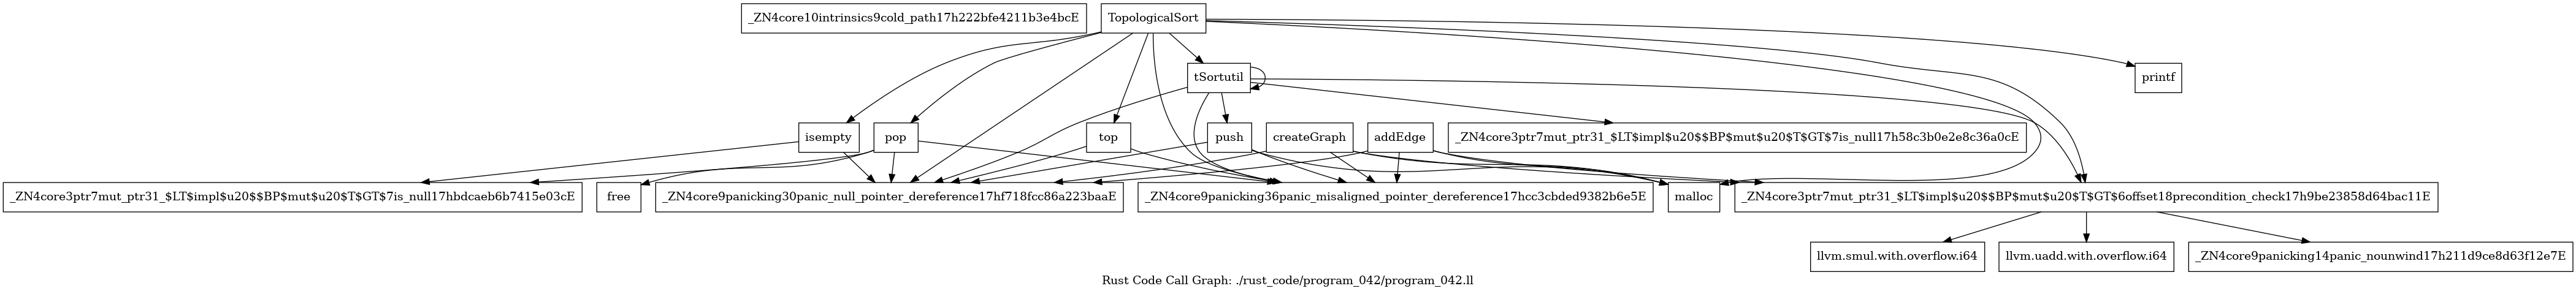 _ZN4core10intrinsics9cold_path17h222bfe4211b3e4bcE
TopologicalSort
tSortutil
printf
isempty
pop
top
push
createGraph
addEdge
_ZN4core3ptr7mut_ptr31_$LT$impl$u20$$BP$mut$u20$T$GT$7is_null17h58c3b0e2e8c36a0cE
_ZN4core3ptr7mut_ptr31_$LT$impl$u20$$BP$mut$u20$T$GT$7is_null17hbdcaeb6b7415e03cE
free
_ZN4core9panicking30panic_null_pointer_dereference17hf718fcc86a223baaE
_ZN4core9panicking36panic_misaligned_pointer_dereference17hcc3cbded9382b6e5E
malloc
_ZN4core3ptr7mut_ptr31_$LT$impl$u20$$BP$mut$u20$T$GT$6offset18precondition_check17h9be23858d64bac11E
llvm.smul.with.overflow.i64
llvm.uadd.with.overflow.i64
_ZN4core9panicking14panic_nounwind17h211d9ce8d63f12e7E
Rust Code Call Graph: ./rust_code/program_042/program_042.ll